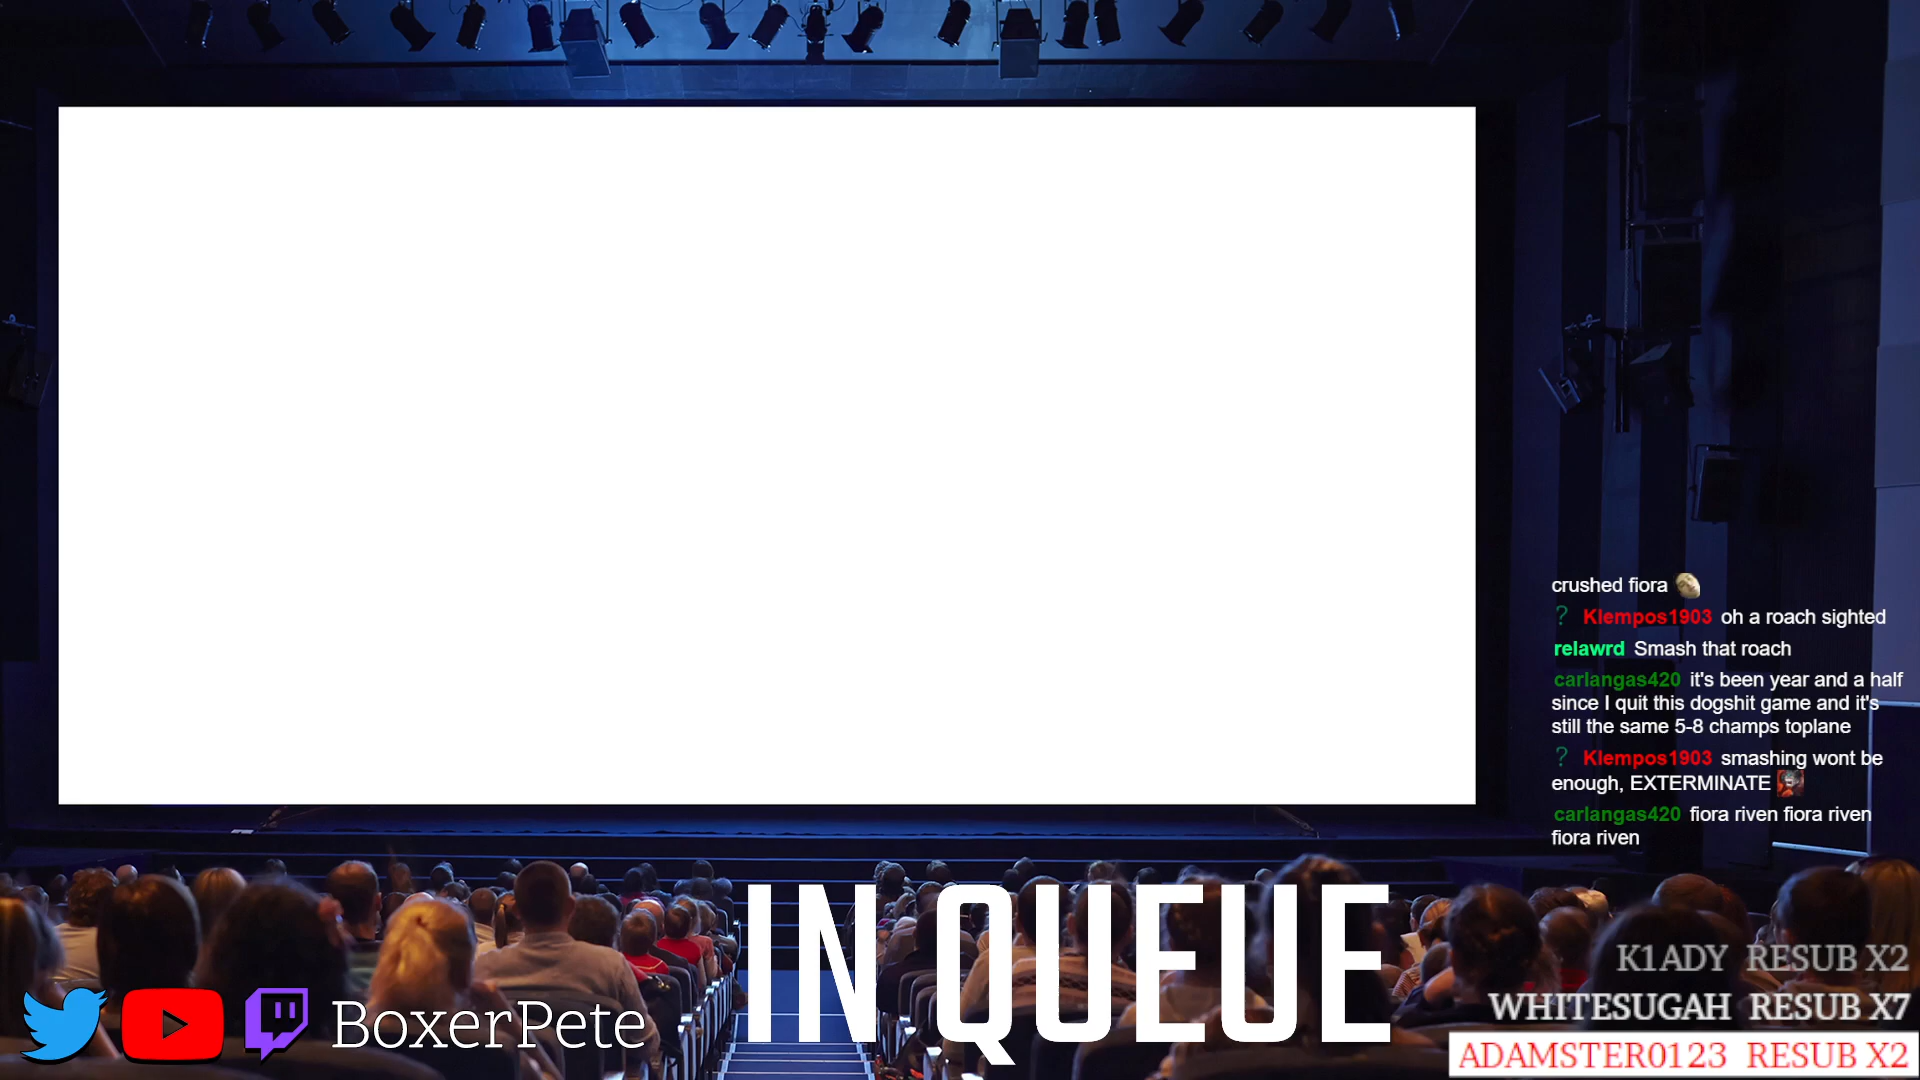 crushed fiora
? Klempos1903 oh a roach sighted
relawrd Smash that roach
carlangas420 it's been year and a half
since I quit this dogshit game and it's
still the same 5-8 champs toplane
? Klempos1903 smashing wont be
enough, EXTERMINATE
carlangas420 fiora riven fiora riven
fiora riven
IN QUEUE
BoxerPete
K1ADY RESUB X2
WHITESUGAH RESUB X7
ADAMSTER0123 RESUB X2